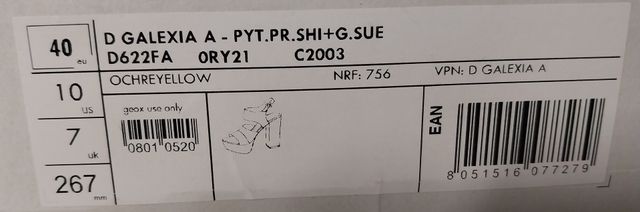 40 eu
D GALEXIA A - PYT.PR.SHI+G.SUE
D622FA 0RY21 C2003
OCHREYELLOW NRF: 756 VPN: D GALEXIA A
10 us
7 uk
267 mm
geox use only
0801 0520
EAN
8 051516 077279